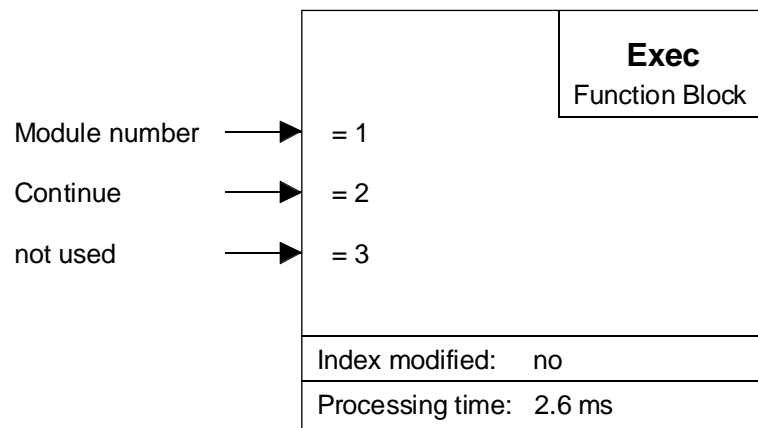 Exec
Function Block
Module number = 1
Continue = 2
not used = 3
Index modified: no
Processing time: 2.6 ms